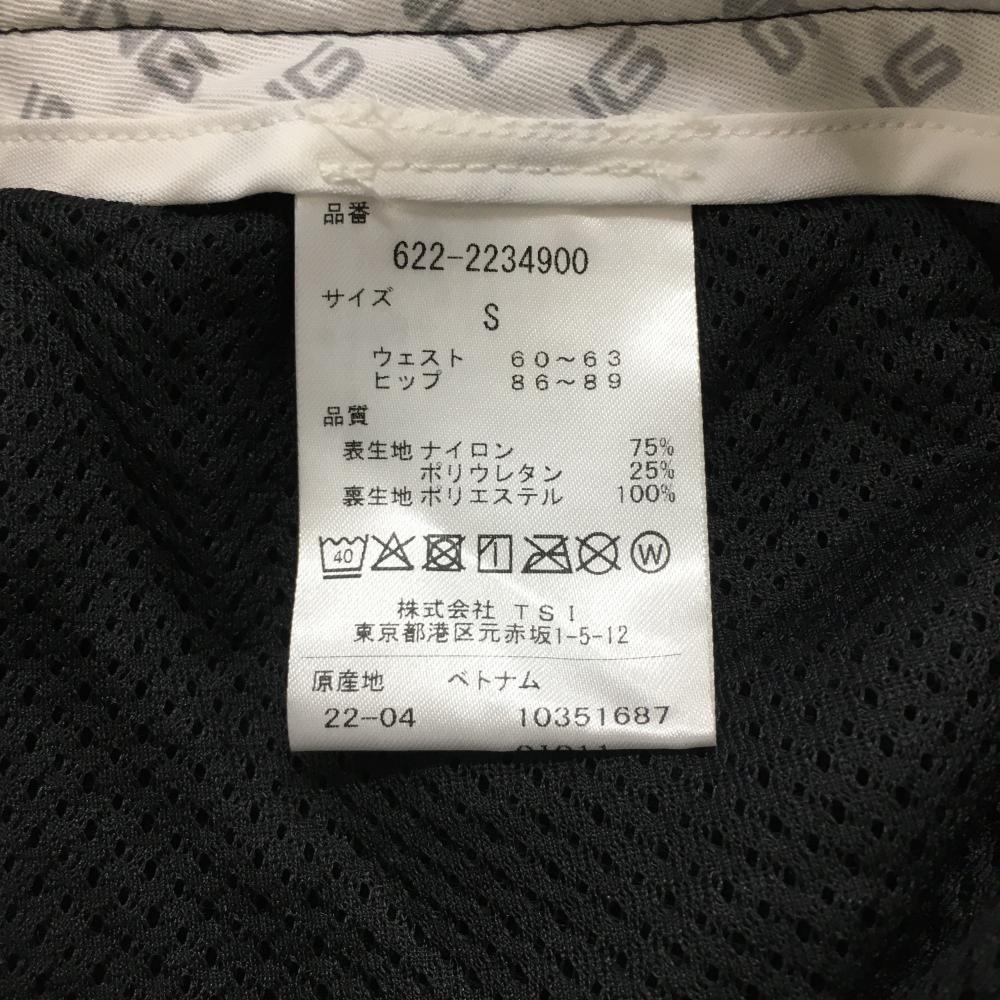 品番
622-2234900
サイズ
S
ウェスト 60～63
ヒップ 86～89
品質
表生地 ナイロン 75%
ポリウレタン 25%
裏生地 ポリエステル 100%
40 W
株式会社 TSI
東京都港区元赤坂1-5-12
原産地 ベトナム
22-04 10351687